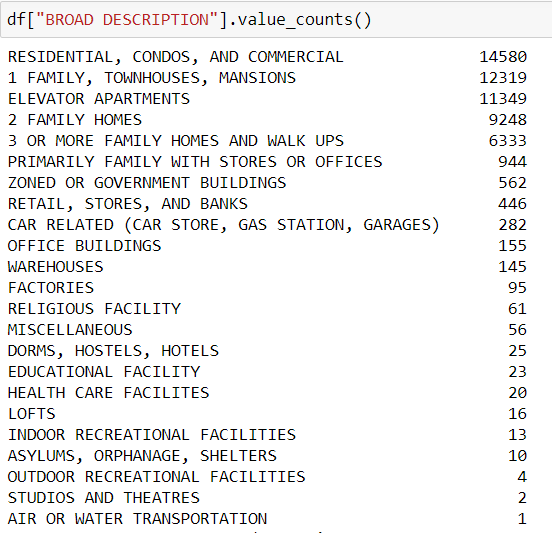 df["BROAD DESCRIPTION"].value_counts()
RESIDENTIAL, CONDOS, AND COMMERCIAL 14580
1 FAMILY, TOWNHOUSES, MANSIONS 12319
ELEVATOR APARTMENTS 11349
2 FAMILY HOMES 9248
3 OR MORE FAMILY HOMES AND WALK UPS 6333
PRIMARILY FAMILY WITH STORES OR OFFICES 944
ZONED OR GOVERNMENT BUILDINGS 562
RETAIL, STORES, AND BANKS 446
CAR RELATED (CAR STORE, GAS STATION, GARAGES) 282
OFFICE BUILDINGS 155
WAREHOUSES 145
FACTORIES 95
RELIGIOUS FACILITY 61
MISCELLANEOUS 56
DORMS, HOSTELS, HOTELS 25
EDUCATIONAL FACILITY 23
HEALTH CARE FACILITES 20
LOFTS 16
INDOOR RECREATIONAL FACILITIES 13
ASYLUMS, ORPHANAGE, SHELTERS 10
OUTDOOR RECREATIONAL FACILITIES 4
STUDIOS AND THEATRES 2
AIR OR WATER TRANSPORTATION 1